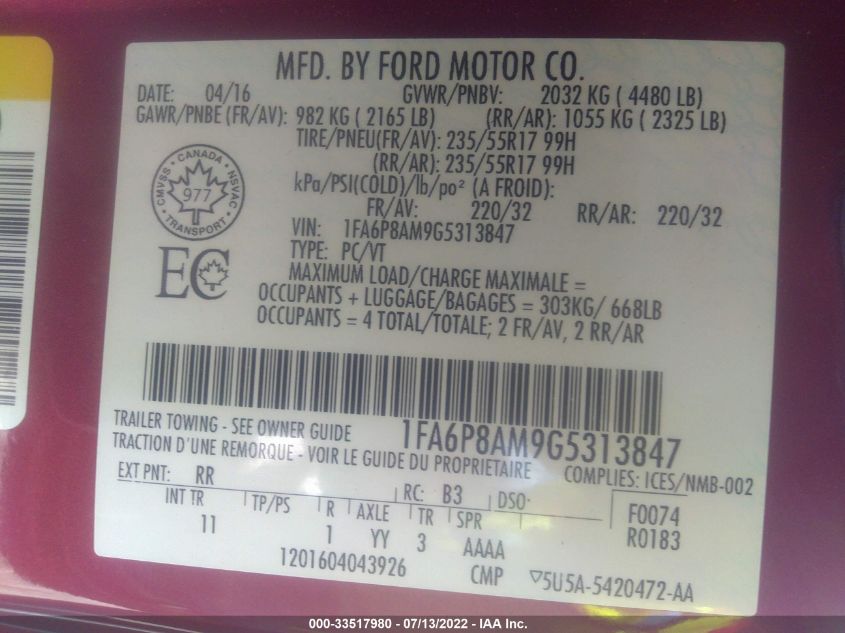 MFD. BY FORD MOTOR CO.
DATE: 04/16 GVWR/PNBV: 2032 KG ( 4480 LB)
GAWR/PNBE (FR/AV): 982 KG ( 2165 LB) (RR/AR): 1055 KG ( 2325 LB)
TIRE/PNEU(FR/AV): 235/55R17 99H
(RR/AR): 235/55R17 99H
kPa/PSI(COLD)/lb/po² (A FROID):
FR/AV: 220/32 RR/AR: 220/32
VIN: 1FA6P8AM9G5313847
TYPE: PC/VT
CANADA
CMVSS 977 NSVAC
TRANSPORT
EC
MAXIMUM LOAD/CHARGE MAXIMALE =
OCCUPANTS + LUGGAGE/BAGAGES = 303KG/ 668LB
OCCUPANTS = 4 TOTAL/TOTALE; 2 FR/AV, 2 RR/AR
TRAILER TOWING - SEE OWNER GUIDE 1FA6P8AM9G5313847
TRACTION D'UNE REMORQUE - VOIR LE GUIDE DU PROPRIETAIRE COMPLIES: ICES/NMB-002
EXT PNT: RR RC: B3 DSO:
INT TR TP/PS R AXLE TR SPR F0074
11 1 YY 3 AAAA R0183
1201604043926 CMP ▽5U5A-5420472-AA
000-33517980 - 07/13/2022 - IAA Inc.